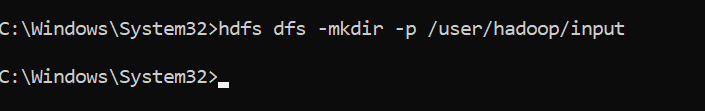 C:\Windows\System32>hdfs dfs -mkdir -p /user/hadoop/input
C:\Windows\System32>